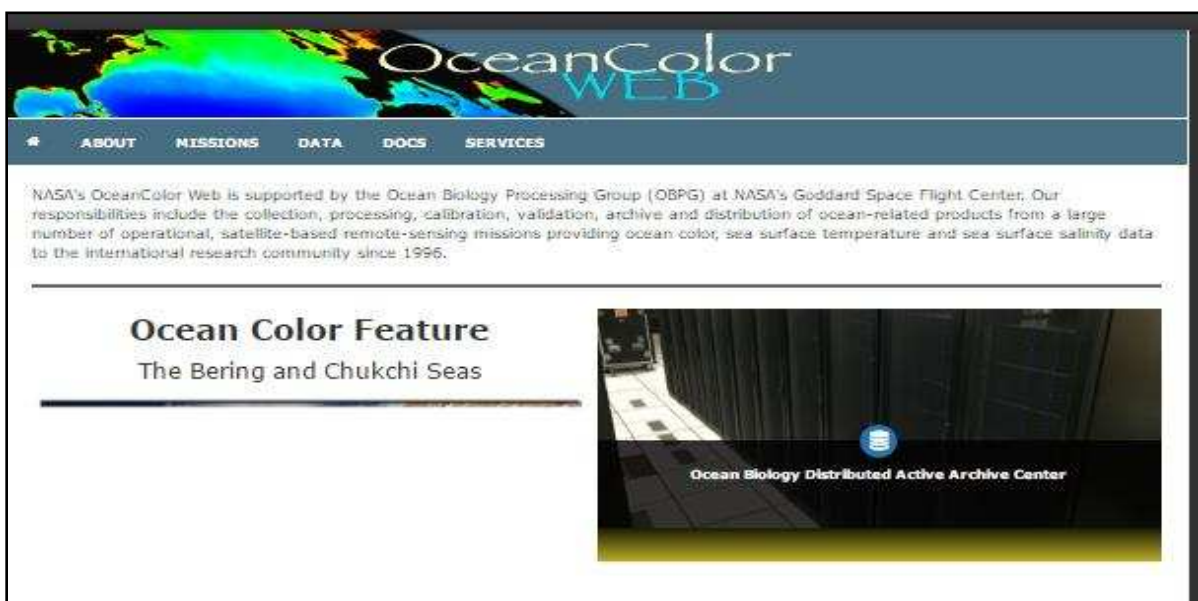 OceanColor
WEB
ABOUT MISSIONS DATA DOCS SERVICES
NASA's OceanColor Web is supported by the Ocean Biology Processing Group (OBPG) at NASA's Goddard Space Flight Center. Our
responsibilities include the collection, processing, calibration, validation, archive and distribution of ocean-related products from a large
number of operational, satellite-based remote-sensing missions providing ocean color, sea surface temperature and sea surface salinity data
to the international research community since 1996.
Ocean Color Feature
The Bering and Chukchi Seas
Ocean Biology Distributed Active Archive Center